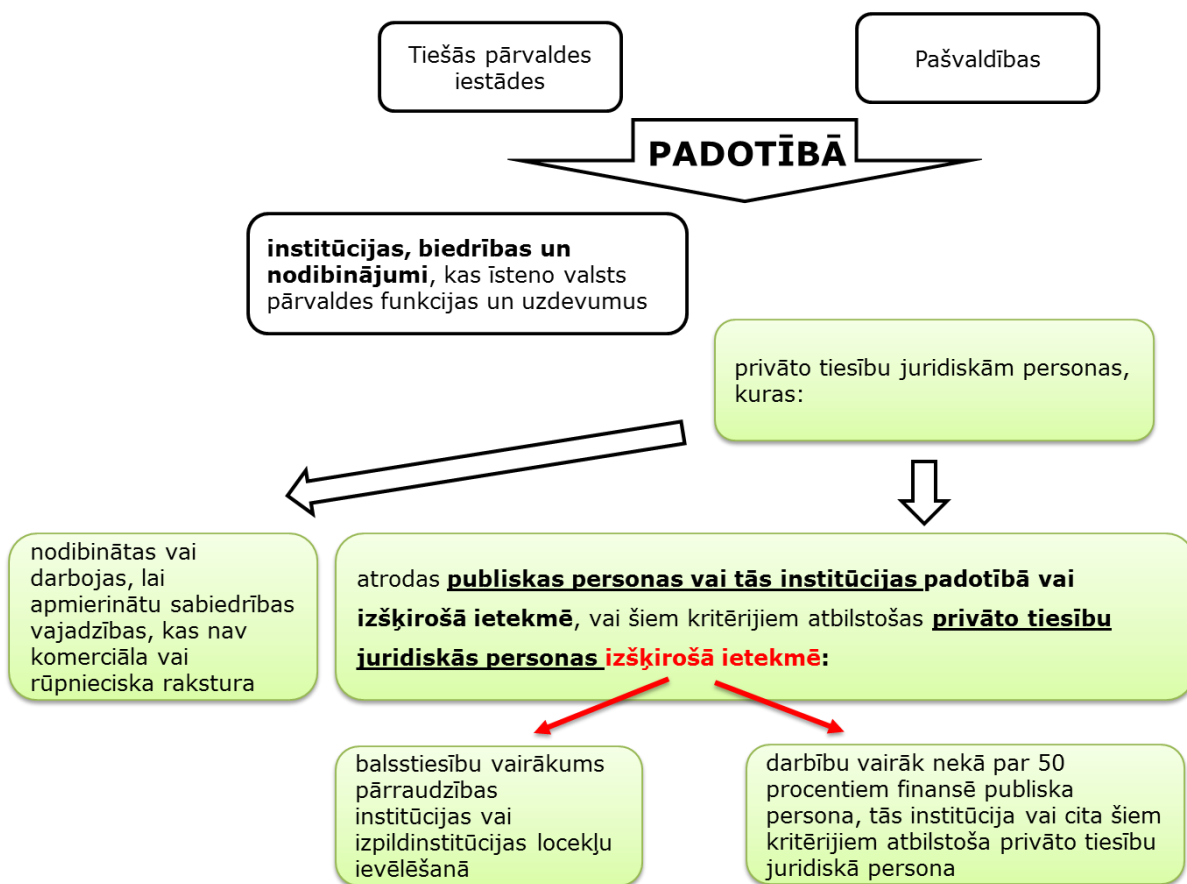 Tiešās pārvaldes
iestādes
Pašvaldības
PADOTĪBĀ
institūcijas, biedrības un
nodibinājumi, kas īsteno valsts
pārvaldes funkcijas un uzdevumus
privāto tiesību juridiskām personas,
kuras:
nodibinātas vai
darbojas, lai
apmierinātu sabiedrības
vajadzības, kas nav
komerciāla vai
rūpnieciska rakstura
atrodas publiskas personas vai tās institūcijas padotībā vai
izšķirošā ietekmē, vai šiem kritērijiem atbilstošas privāto tiesību
juridiskās personas izšķirošā ietekmē:
balsstiesību vairākums
pārraudzības
institūcijas vai
izpildinstitūcijas locekļu
ievēlēšanā
darbību vairāk nekā par 50
procentiem finansē publiska
persona, tās institūcija vai cita šiem
kritērijiem atbilstoša privāto tiesību
juridiskā persona